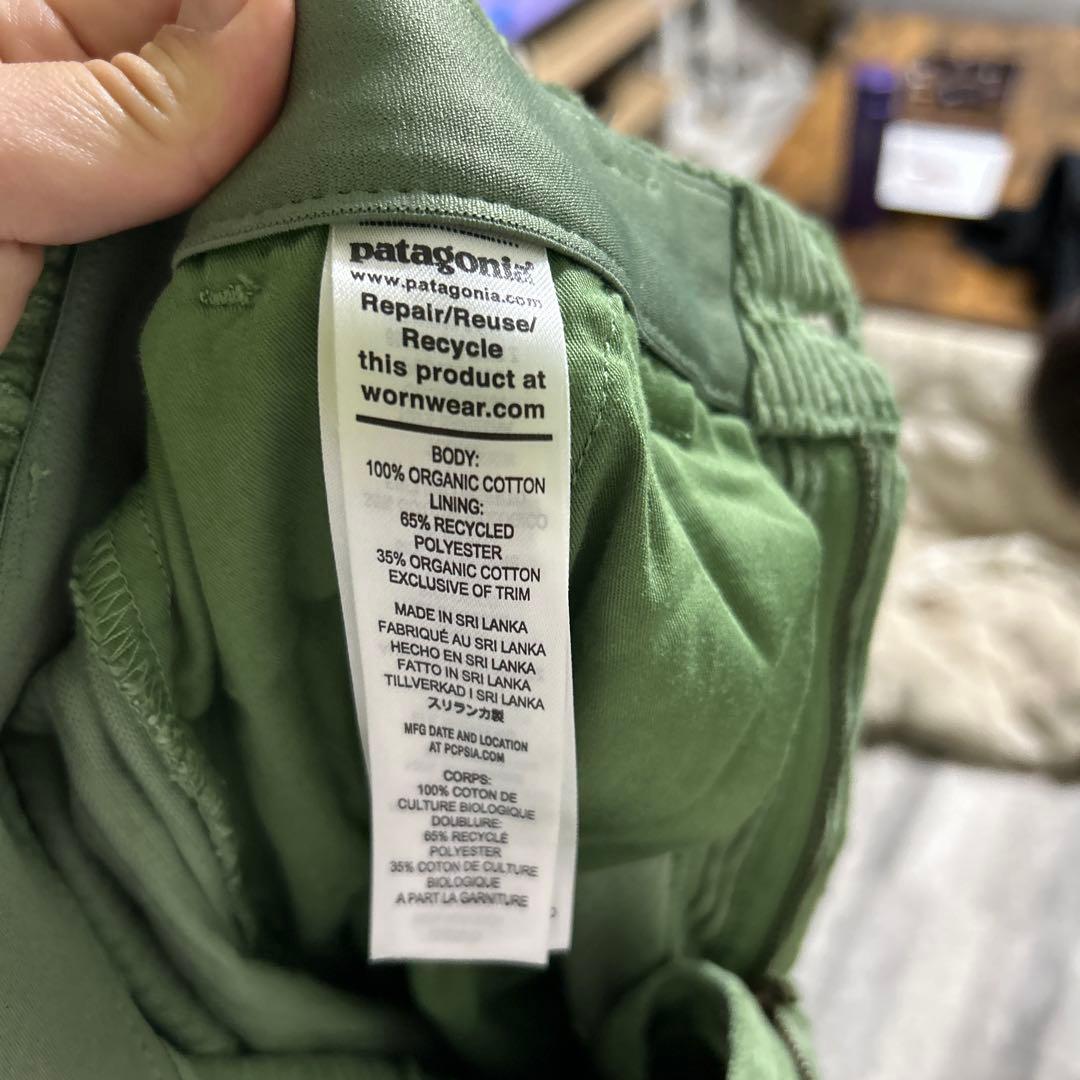 patagonia
www.patagonia.com
Repair/Reuse/
Recycle
this product at
wornwear.com
BODY:
100% ORGANIC COTTON
LINING:
65% RECYCLED
POLYESTER
35% ORGANIC COTTON
EXCLUSIVE OF TRIM
MADE IN SRI LANKA
FABRIQUÉ AU SRI LANKA
HECHO EN SRI LANKA
FATTO IN SRI LANKA
TILLVERKAD I SRI LANKA
スリランカ製
MFG DATE AND LOCATION
AT PCPSIA.COM
CORPS:
100% COTON DE
CULTURE BIOLOGIQUE
DOUBLURE:
65% RECYCLÉ
POLYESTER
35% COTON DE CULTURE
BIOLOGIQUE
A PART LA GARNITURE